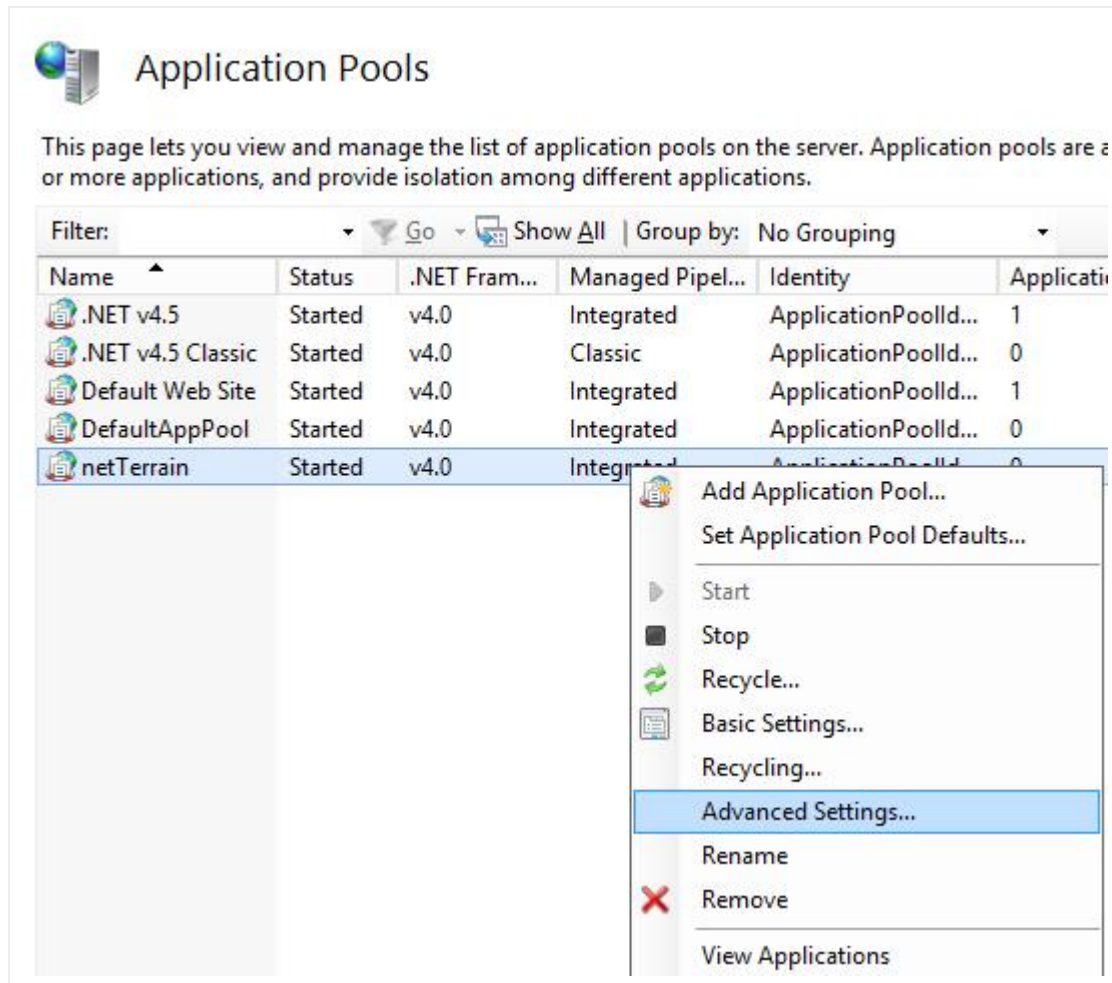 Application Pools
This page lets you view and manage the list of application pools on the server. Application pools are a
or more applications, and provide isolation among different applications.
Filter: Go Show All Group by: No Grouping
Name Status .NET Fram... Managed Pipel... Identity Applicati
.NET v4.5 Started v4.0 Integrated ApplicationPoolId... 1
.NET v4.5 Classic Started v4.0 Classic ApplicationPoolId... 0
Default Web Site Started v4.0 Integrated ApplicationPoolId... 1
DefaultAppPool Started v4.0 Integrated ApplicationPoolId... 0
netTerrain Started v4.0 Integrated ApplicationPoolId... 0
Add Application Pool...
Set Application Pool Defaults...
Start
Stop
Recycle...
Basic Settings...
Recycling...
Advanced Settings...
Rename
Remove
View Applications